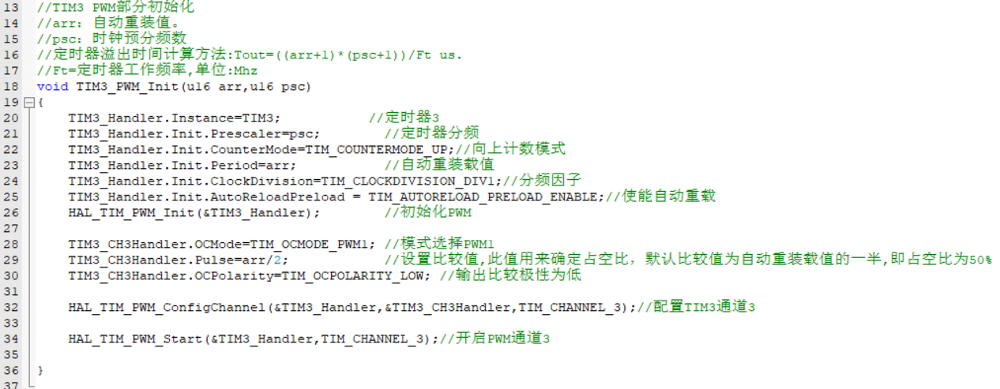 13 //TIM3 PWM部分初始化
14 //arr: 自动重装值。
15 //psc: 时钟预分频数
16 //定时器溢出时间计算方法:Tout=((arr+1)*(psc+1))/Ft us.
17 //Ft=定时器工作频率,单位:Mhz
18 void TIM3_PWM_Init(u16 arr,u16 psc)
19 {
20 TIM3_Handler.Instance=TIM3; //定时器3
21 TIM3_Handler.Init.Prescaler=psc; //定时器分频
22 TIM3_Handler.Init.CounterMode=TIM_COUNTERMODE_UP;//向上计数模式
23 TIM3_Handler.Init.Period=arr; //自动重装载值
24 TIM3_Handler.Init.ClockDivision=TIM_CLOCKDIVISION_DIV1;//分频因子
25 TIM3_Handler.Init.AutoReloadPreload = TIM_AUTORELOAD_PRELOAD_ENABLE;//使能自动重载
26 HAL_TIM_PWM_Init(&TIM3_Handler); //初始化PWM
27
28 TIM3_CH3Handler.OCMode=TIM_OCMODE_PWM1; //模式选择PWM1
29 TIM3_CH3Handler.Pulse=arr/2; //设置比较值,此值用来确定占空比，默认比较值为自动重装载值的一半,即占空比为50%
30 TIM3_CH3Handler.OCPolarity=TIM_OCPOLARITY_LOW; //输出比较极性为低
31
32 HAL_TIM_PWM_ConfigChannel(&TIM3_Handler,&TIM3_CH3Handler,TIM_CHANNEL_3);//配置TIM3通道3
33
34 HAL_TIM_PWM_Start(&TIM3_Handler,TIM_CHANNEL_3);//开启PWM通道3
35
36 }
37